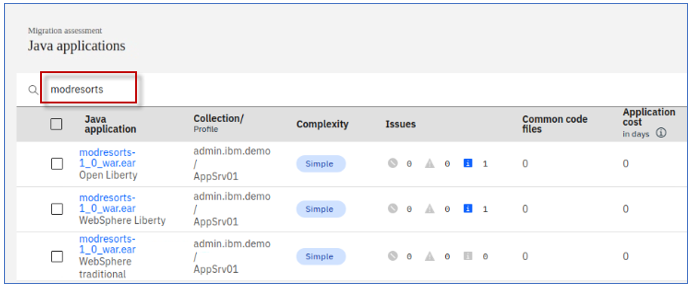 Migration assessment
Java applications
modresorts
Java application Collection/ Profile Complexity Issues Common code files Application cost in days
modresorts-1_0_war.ear Open Liberty admin.ibm.demo / AppSrv01 Simple 0 0 1 0 0
modresorts-1_0_war.ear WebSphere Liberty admin.ibm.demo / AppSrv01 Simple 0 0 1 0 0
modresorts-1_0_war.ear WebSphere traditional admin.ibm.demo / AppSrv01 Simple 0 0 0 0 0